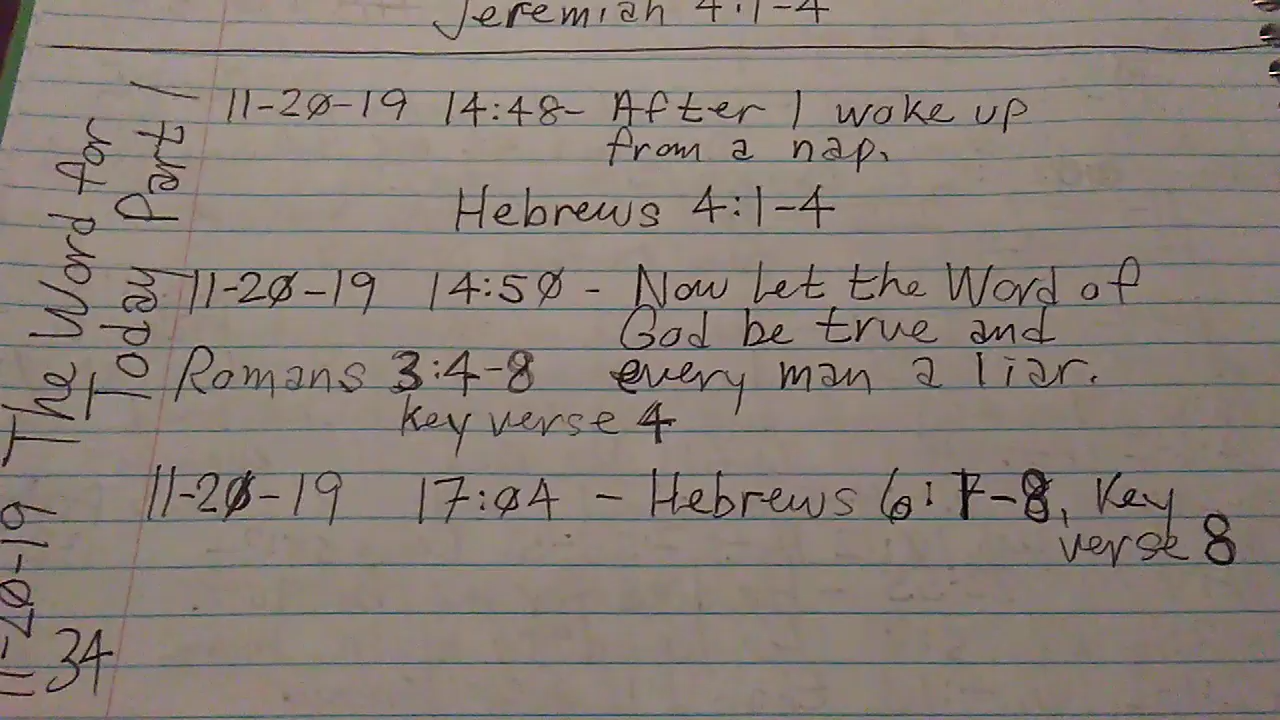 Jeremiah 4:1-4
11-20-19 14:48- After I woke up
from a nap.
Hebrews 4:1-4
11-20-19 14:50 - Now let the Word of
God be true and
Romans 3:4-8 every man a liar.
key verse 4
11-20-19 17:04 - Hebrews 6:7-8, Key
verse 8
11-20-19 The Word for
Today Part 1
34